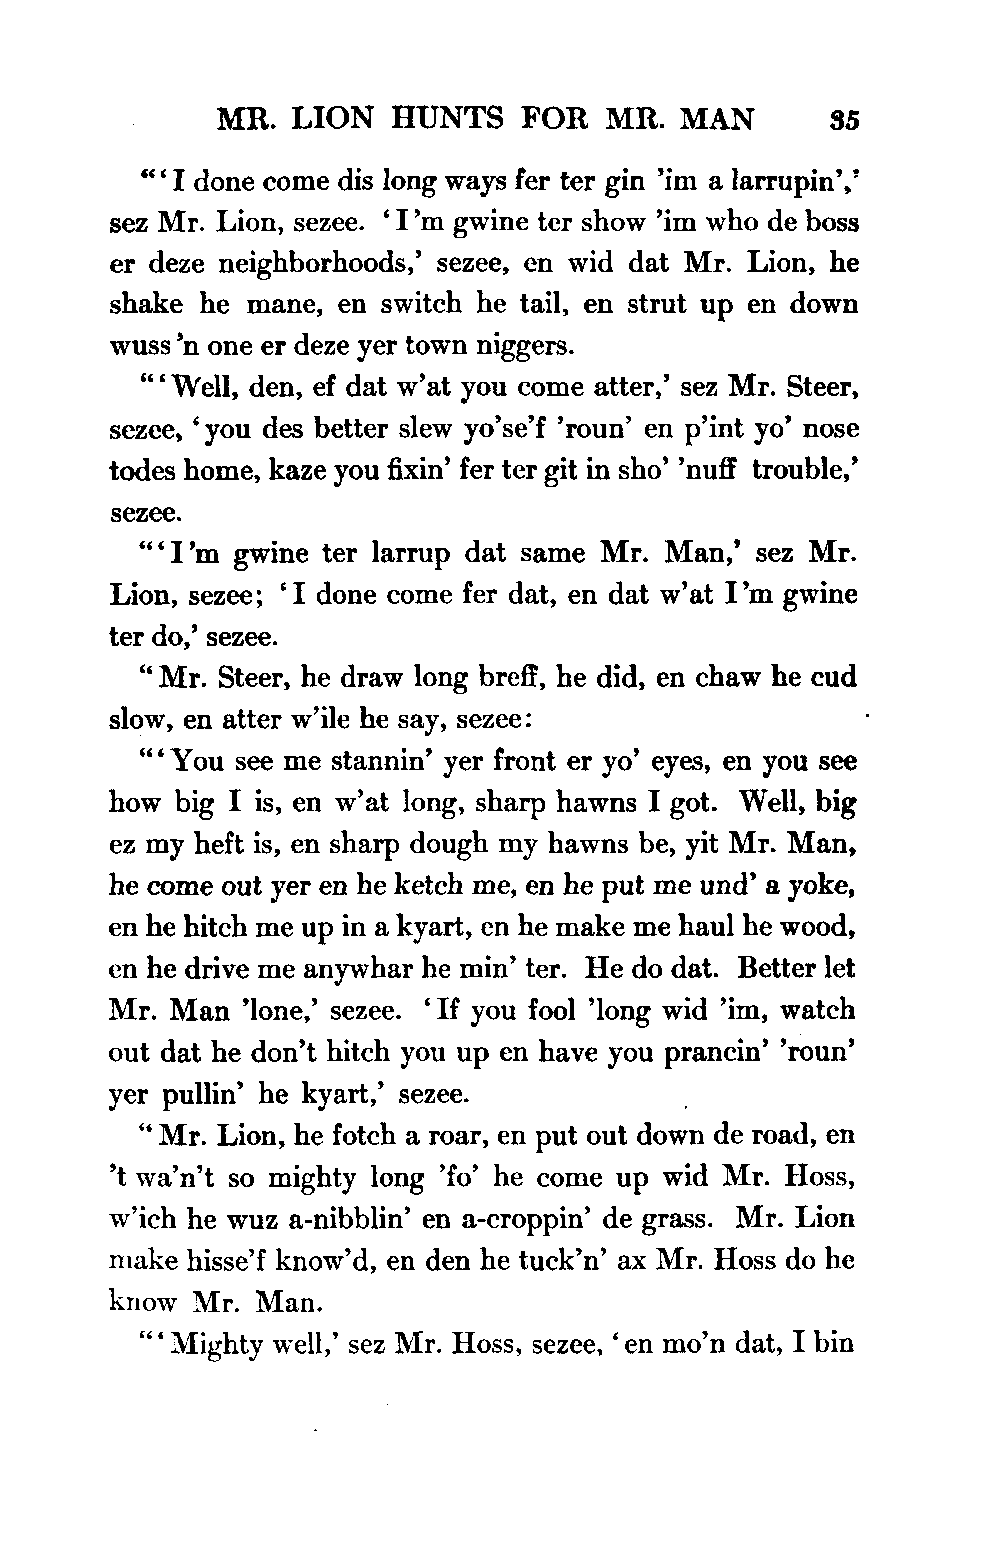 MR. LION HUNTS FOR MR. MAN 35
"'I done come dis long ways fer ter gin 'im a larrupin','
sez Mr. Lion, sezee. 'I'm gwine ter show 'im who de boss
er deze neighborhoods,' sezee, en wid dat Mr. Lion, he
shake he mane, en switch he tail, en strut up en down
wuss 'n one er deze yer town niggers.
"'Well, den, ef dat w'at you come atter,' sez Mr. Steer,
sezee, 'you des better slew yo'se'f 'roun' en p'int yo' nose
todes home, kaze you fixin' fer ter git in sho' 'nuff trouble,'
sezee.
"'I'm gwine ter larrup dat same Mr. Man,' sez Mr.
Lion, sezee; 'I done come fer dat, en dat w'at I'm gwine
ter do,' sezee.
"Mr. Steer, he draw long breff, he did, en chaw he cud
slow, en atter w'ile he say, sezee:
"'You see me stannin' yer front er yo' eyes, en you see
how big I is, en w'at long, sharp hawns I got. Well, big
ez my heft is, en sharp dough my hawns be, yit Mr. Man,
he come out yer en he ketch me, en he put me und' a yoke,
en he hitch me up in a kyart, en he make me haul he wood,
en he drive me anywhar he min' ter. He do dat. Better let
Mr. Man 'lone,' sezee. 'If you fool 'long wid 'im, watch
out dat he don't hitch you up en have you prancin' 'roun'
yer pullin' he kyart,' sezee.
"Mr. Lion, he fotch a roar, en put out down de road, en
't wa'n't so mighty long 'fo' he come up wid Mr. Hoss,
w'ich he wuz a-nibblin' en a-croppin' de grass. Mr. Lion
make hisse'f know'd, en den he tuck'n' ax Mr. Hoss do he
know Mr. Man.
"'Mighty well,' sez Mr. Hoss, sezee, 'en mo'n dat, I bin